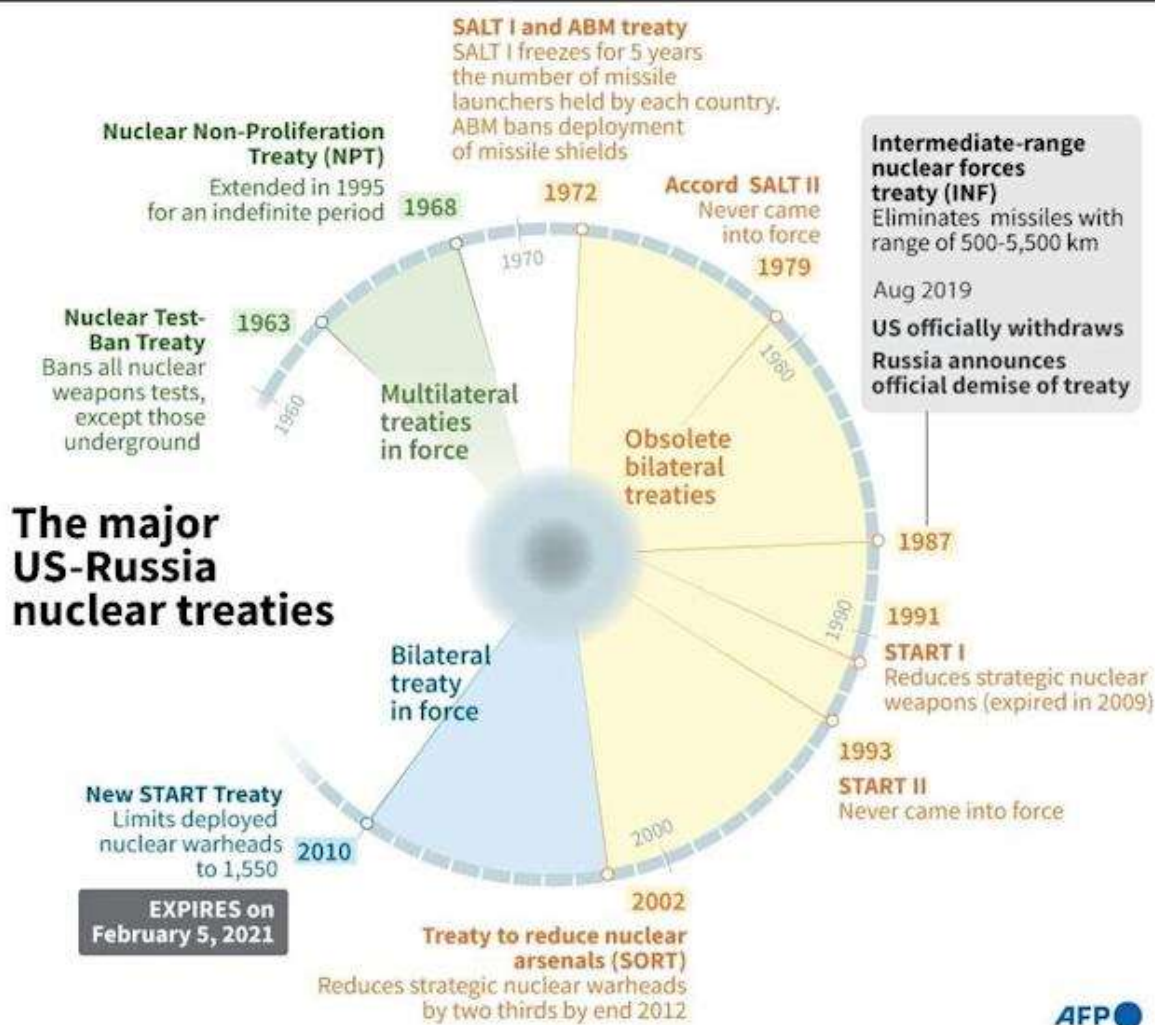 The major
US-Russia
nuclear treaties
Nuclear Test-
Ban Treaty
Bans all nuclear
weapons tests,
except those
underground
1963
Nuclear Non-Proliferation
Treaty (NPT)
Extended in 1995
for an indefinite period
1968
SALT I and ABM treaty
SALT I freezes for 5 years
the number of missile
launchers held by each country.
ABM bans deployment
of missile shields
1972
Accord SALT II
Never came
into force
1979
Intermediate-range
nuclear forces
treaty (INF)
Eliminates missiles with
range of 500-5,500 km
Aug 2019
US officially withdraws
Russia announces
official demise of treaty
1987
1991
START I
Reduces strategic nuclear
weapons (expired in 2009)
1993
START II
Never came into force
2002
Treaty to reduce nuclear
arsenals (SORT)
Reduces strategic nuclear warheads
by two thirds by end 2012
New START Treaty
Limits deployed
nuclear warheads
to 1,550
2010
EXPIRES on
February 5, 2021
Multilateral
treaties
in force
Obsolete
bilateral
treaties
Bilateral
treaty
in force
1960
1970
1960
1990
2000
AFP